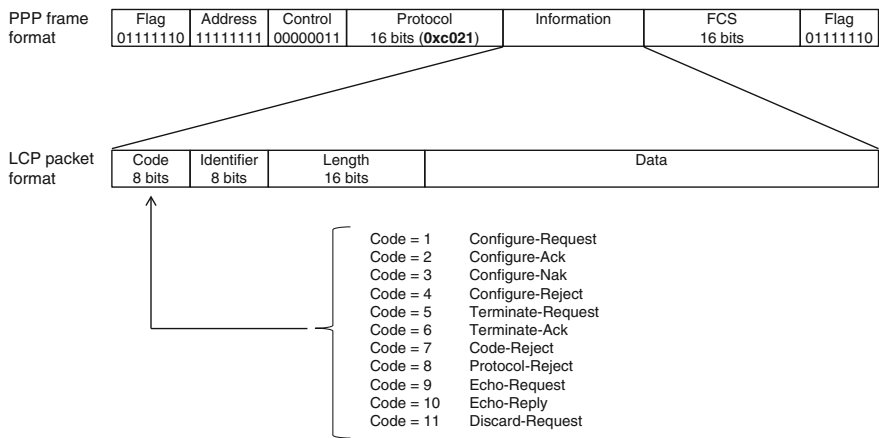 PPP frame format
Flag 01111110
Address 11111111
Control 00000011
Protocol 16 bits (0xc021)
Information
FCS 16 bits
Flag 01111110
LCP packet format
Code 8 bits
Identifier 8 bits
Length 16 bits
Data
Code = 1 Configure-Request
Code = 2 Configure-Ack
Code = 3 Configure-Nak
Code = 4 Configure-Reject
Code = 5 Terminate-Request
Code = 6 Terminate-Ack
Code = 7 Code-Reject
Code = 8 Protocol-Reject
Code = 9 Echo-Request
Code = 10 Echo-Reply
Code = 11 Discard-Request